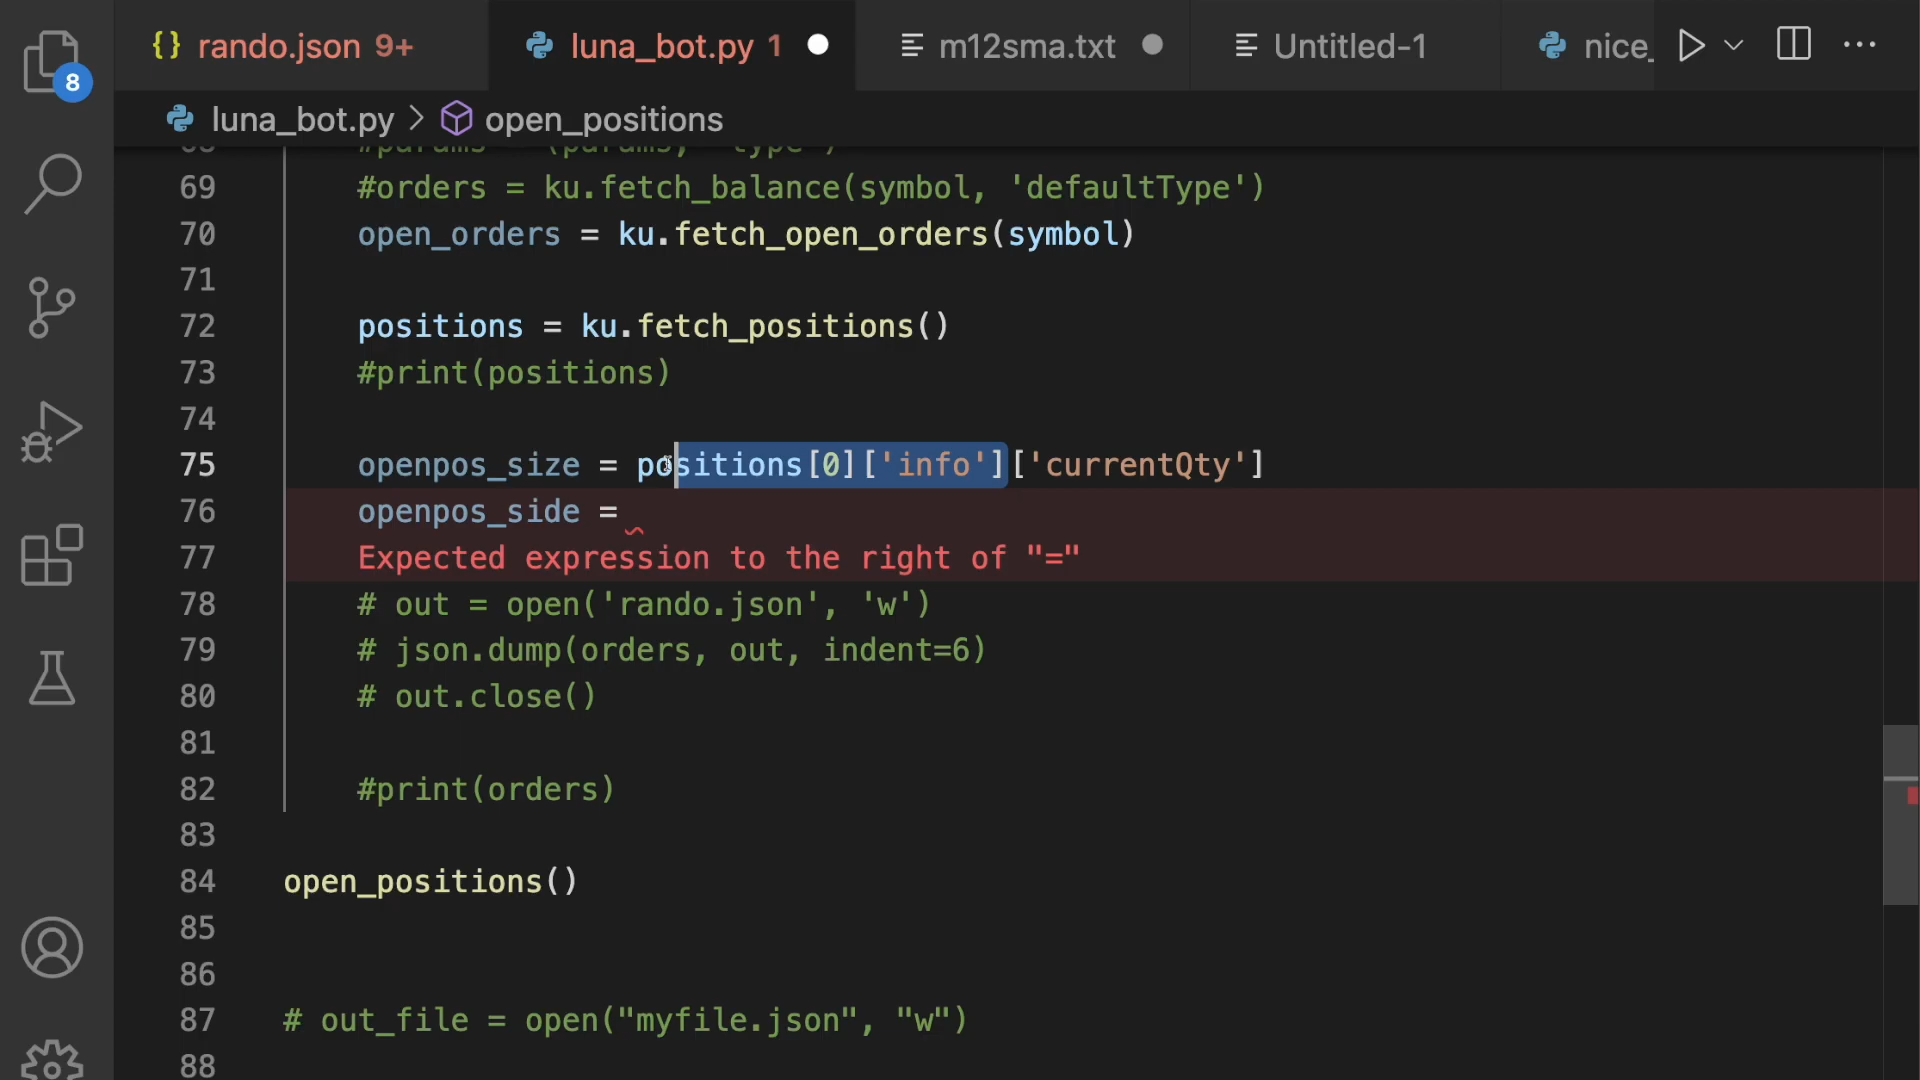 {} rando.json 9+
luna_bot.py 1
m12sma.txt
Untitled-1
nice_
8
luna_bot.py > open_positions
69 #orders = ku.fetch_balance(symbol, 'defaultType')
70 open_orders = ku.fetch_open_orders(symbol)
71
72 positions = ku.fetch_positions()
73 #print(positions)
74
75 openpos_size = positions[0]['info']['currentQty']
76 openpos_side =
77 Expected expression to the right of "="
78 # out = open('rando.json', 'w')
79 # json.dump(orders, out, indent=6)
80 # out.close()
81
82 #print(orders)
83
84 open_positions()
85
86
87 # out_file = open("myfile.json", "w")
88